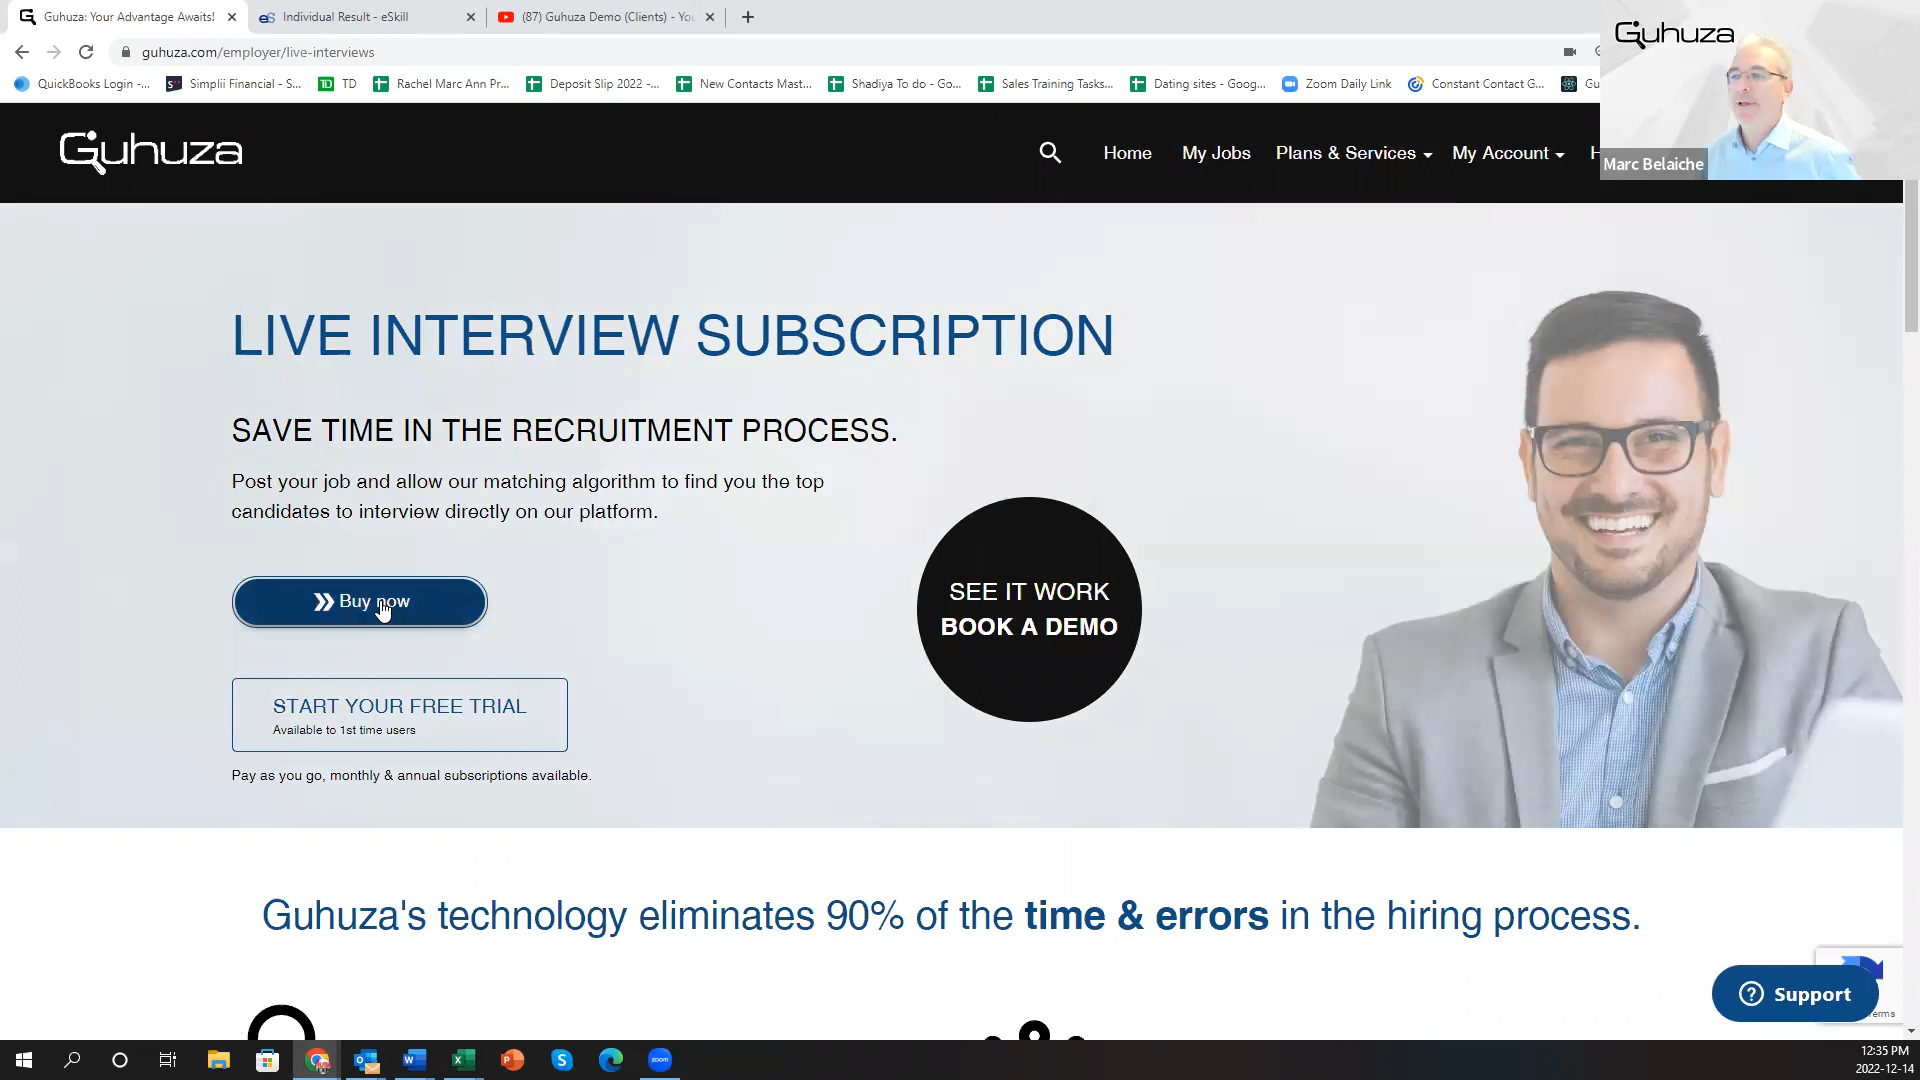 Guhuza: Your Advantage Awaits!
Individual Result - eSkill
(87) Guhuza Demo (Clients) - Yo
guhuza.com/employer/live-interviews
QuickBooks Login -...
Simplii Financial - S...
TD
Rachel Marc Ann Pr...
Deposit Slip 2022 -...
New Contacts Mast...
Shadiya To do - Go...
Sales Training Tasks...
Dating sites - Goog...
Zoom Daily Link
Constant Contact G...
Gu
Guhuza
Marc Belaiche
Guhuza
Home
My Jobs
Plans & Services
My Account
H
LIVE INTERVIEW SUBSCRIPTION
SAVE TIME IN THE RECRUITMENT PROCESS.
Post your job and allow our matching algorithm to find you the top
candidates to interview directly on our platform.
Buy now
SEE IT WORK
BOOK A DEMO
START YOUR FREE TRIAL
Available to 1st time users
Pay as you go, monthly & annual subscriptions available.
Guhuza's technology eliminates 90% of the time & errors in the hiring process.
Support
Terms
zoom
12:35 PM
2022-12-14